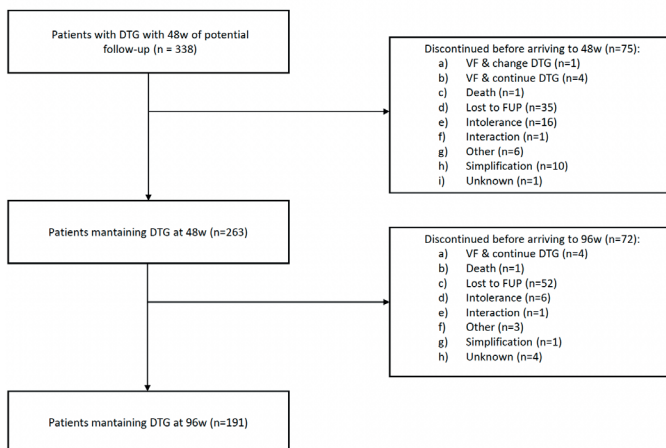 Patients with DTG with 48w of potential
follow-up (n = 338)
Discontinued before arriving to 48w (n=75):
a) VF & change DTG (n=1)
b) VF & continue DTG (n=4)
c) Death (n=1)
d) Lost to FUP (n=35)
e) Intolerance (n=16)
f) Interaction (n=1)
g) Other (n=6)
h) Simplification (n=10)
i) Unknown (n=1)
Patients mantaining DTG at 48w (n=263)
Discontinued before arriving to 96w (n=72):
a) VF & continue DTG (n=4)
b) Death (n=1)
c) Lost to FUP (n=52)
d) Intolerance (n=6)
e) Interaction (n=1)
f) Other (n=3)
g) Simplification (n=1)
h) Unknown (n=4)
Patients mantaining DTG at 96w (n=191)